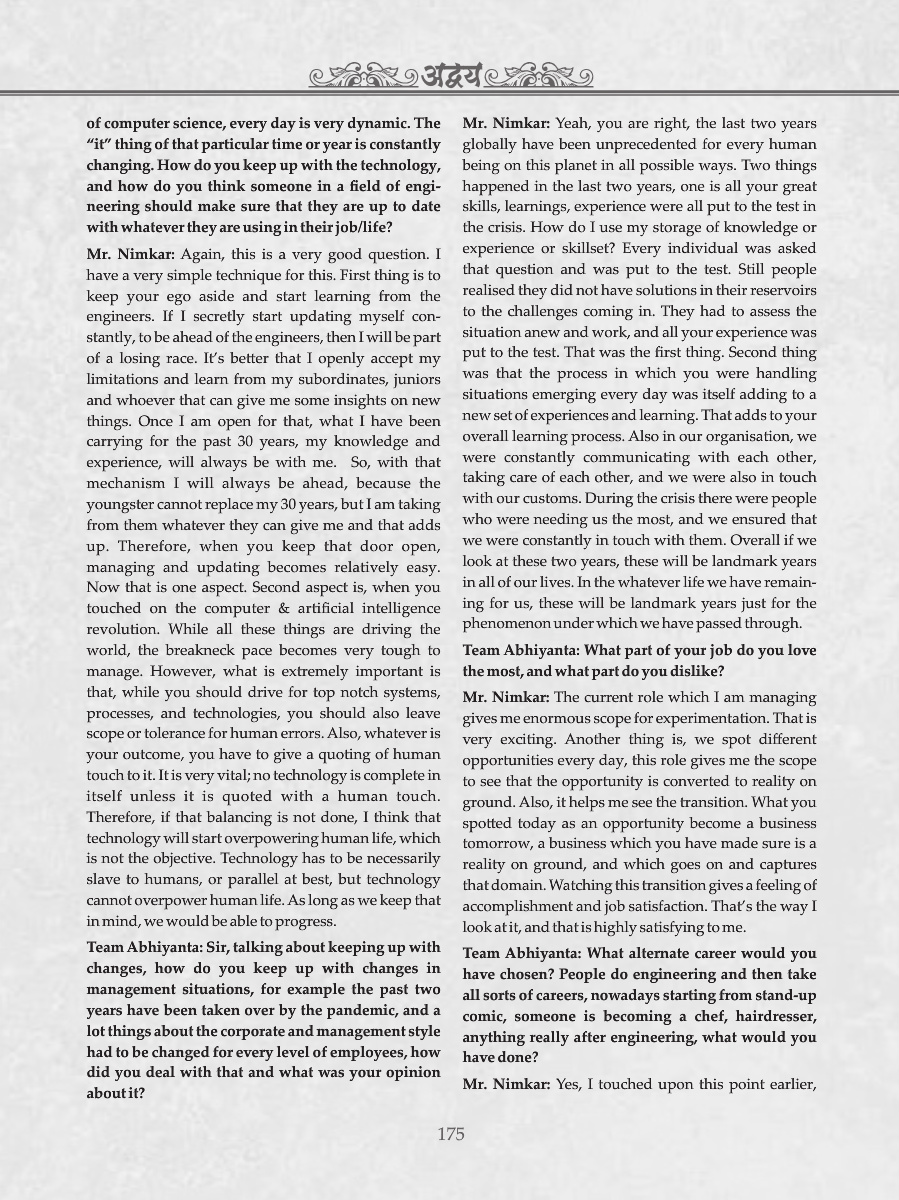 अद्वय
of computer science, every day is very dynamic. The
“it” thing of that particular time or year is constantly
changing. How do you keep up with the technology,
and how do you think someone in a field of engi-
neering should make sure that they are up to date
with whatever they are using in their job/life?
Mr. Nimkar: Again, this is a very good question. I
have a very simple technique for this. First thing is to
keep your ego aside and start learning from the
engineers. If I secretly start updating myself con-
stantly, to be ahead of the engineers, then I will be part
of a losing race. It’s better that I openly accept my
limitations and learn from my subordinates, juniors
and whoever that can give me some insights on new
things. Once I am open for that, what I have been
carrying for the past 30 years, my knowledge and
experience, will always be with me. So, with that
mechanism I will always be ahead, because the
youngster cannot replace my 30 years, but I am taking
from them whatever they can give me and that adds
up. Therefore, when you keep that door open,
managing and updating becomes relatively easy.
Now that is one aspect. Second aspect is, when you
touched on the computer & artificial intelligence
revolution. While all these things are driving the
world, the breakneck pace becomes very tough to
manage. However, what is extremely important is
that, while you should drive for top notch systems,
processes, and technologies, you should also leave
scope or tolerance for human errors. Also, whatever is
your outcome, you have to give a quoting of human
touch to it. It is very vital; no technology is complete in
itself unless it is quoted with a human touch.
Therefore, if that balancing is not done, I think that
technology will start overpowering human life, which
is not the objective. Technology has to be necessarily
slave to humans, or parallel at best, but technology
cannot overpower human life. As long as we keep that
in mind, we would be able to progress.
Team Abhiyanta: Sir, talking about keeping up with
changes, how do you keep up with changes in
management situations, for example the past two
years have been taken over by the pandemic, and a
lot things about the corporate and management style
had to be changed for every level of employees, how
did you deal with that and what was your opinion
about it?
Mr. Nimkar: Yeah, you are right, the last two years
globally have been unprecedented for every human
being on this planet in all possible ways. Two things
happened in the last two years, one is all your great
skills, learnings, experience were all put to the test in
the crisis. How do I use my storage of knowledge or
experience or skillset? Every individual was asked
that question and was put to the test. Still people
realised they did not have solutions in their reservoirs
to the challenges coming in. They had to assess the
situation anew and work, and all your experience was
put to the test. That was the first thing. Second thing
was that the process in which you were handling
situations emerging every day was itself adding to a
new set of experiences and learning. That adds to your
overall learning process. Also in our organisation, we
were constantly communicating with each other,
taking care of each other, and we were also in touch
with our customs. During the crisis there were people
who were needing us the most, and we ensured that
we were constantly in touch with them. Overall if we
look at these two years, these will be landmark years
in all of our lives. In the whatever life we have remain-
ing for us, these will be landmark years just for the
phenomenon under which we have passed through.
Team Abhiyanta: What part of your job do you love
the most, and what part do you dislike?
Mr. Nimkar: The current role which I am managing
gives me enormous scope for experimentation. That is
very exciting. Another thing is, we spot different
opportunities every day, this role gives me the scope
to see that the opportunity is converted to reality on
ground. Also, it helps me see the transition. What you
spotted today as an opportunity become a business
tomorrow, a business which you have made sure is a
reality on ground, and which goes on and captures
that domain. Watching this transition gives a feeling of
accomplishment and job satisfaction. That’s the way I
look at it, and that is highly satisfying to me.
Team Abhiyanta: What alternate career would you
have chosen? People do engineering and then take
all sorts of careers, nowadays starting from stand-up
comic, someone is becoming a chef, hairdresser,
anything really after engineering, what would you
have done?
Mr. Nimkar: Yes, I touched upon this point earlier,
175